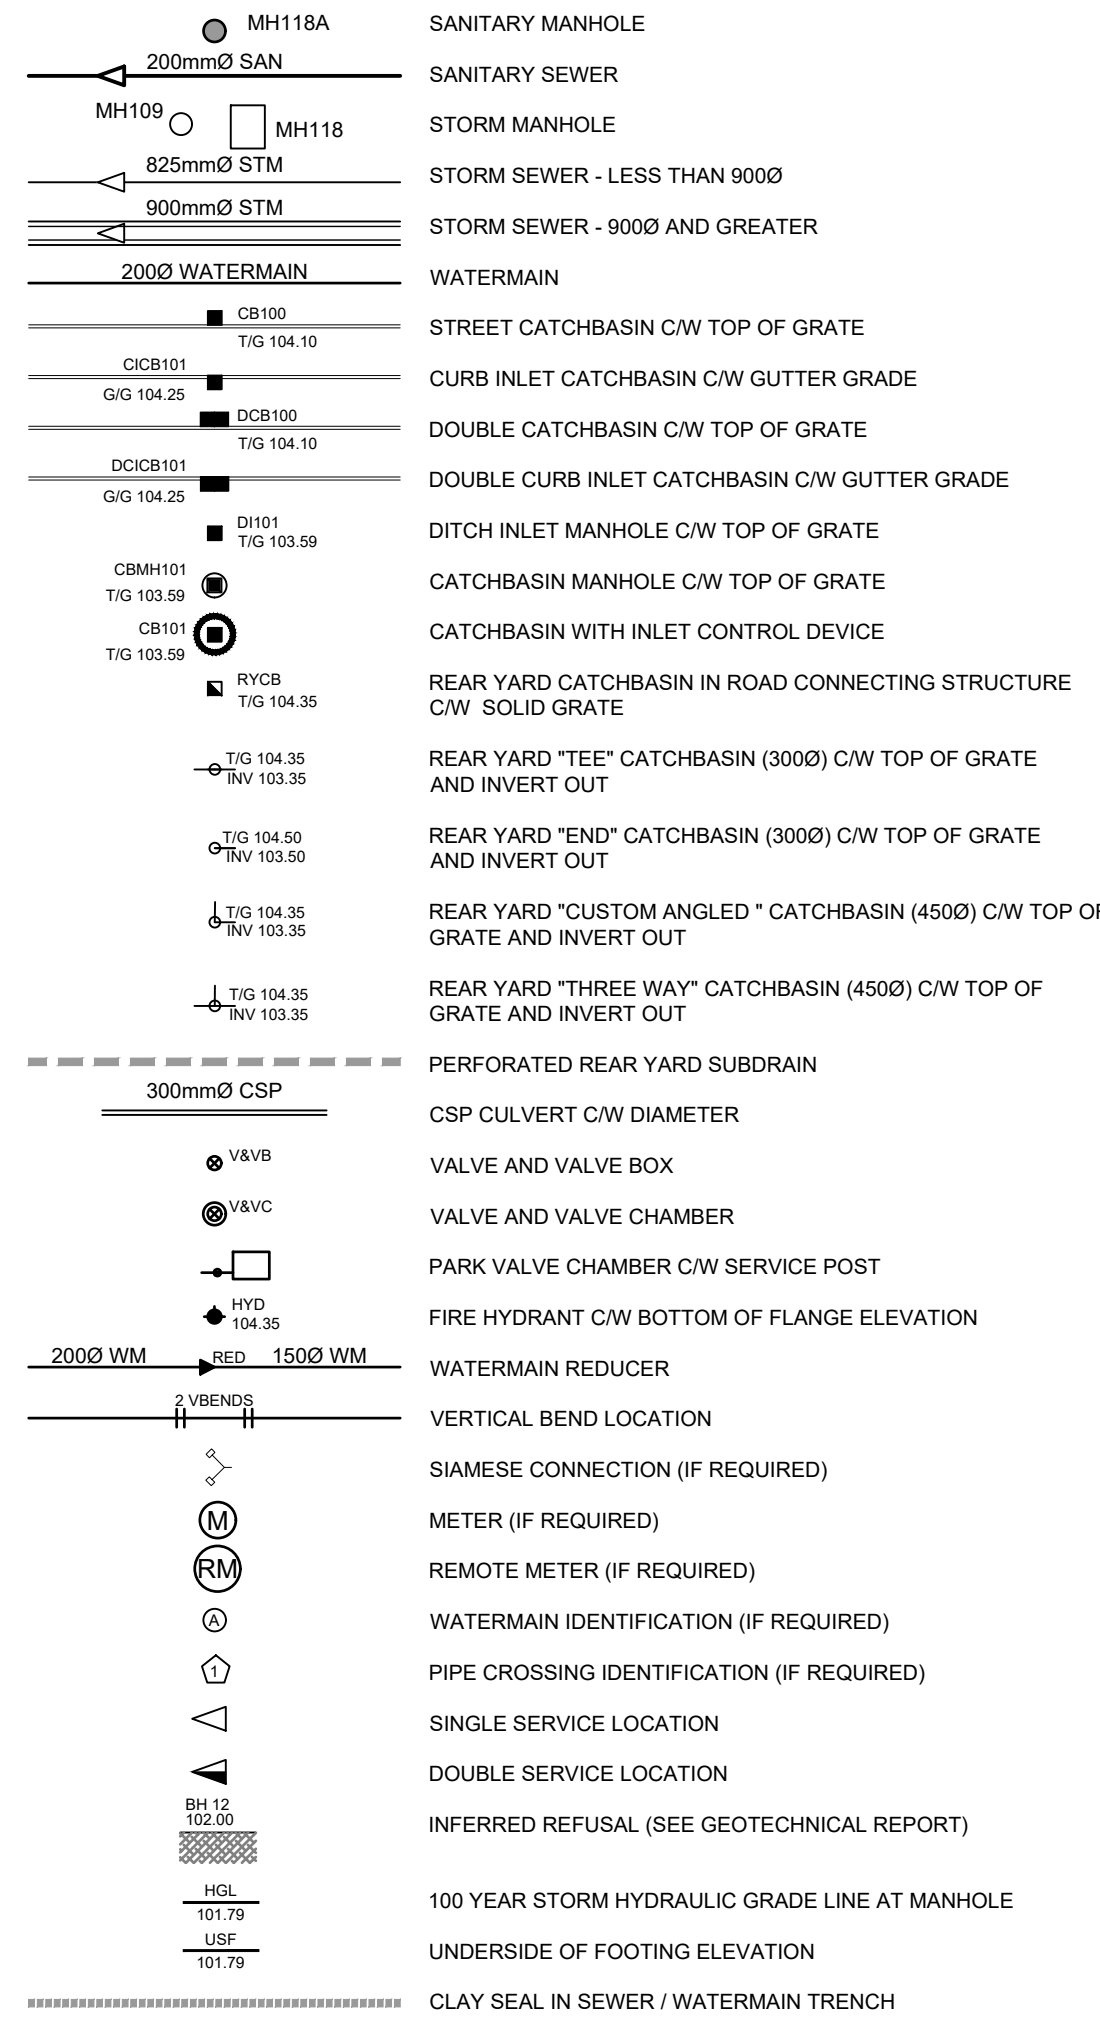 MH118A SANITARY MANHOLE
200mmØ SAN SANITARY SEWER
MH109 MH118 STORM MANHOLE
825mmØ STM STORM SEWER - LESS THAN 900Ø
900mmØ STM STORM SEWER - 900Ø AND GREATER
200Ø WATERMAIN WATERMAIN
CB100
T/G 104.10
STREET CATCHBASIN C/W TOP OF GRATE
CICB101
G/G 104.25
CURB INLET CATCHBASIN C/W GUTTER GRADE
DCB100
T/G 104.10
DOUBLE CATCHBASIN C/W TOP OF GRATE
DCICB101
G/G 104.25
DOUBLE CURB INLET CATCHBASIN C/W GUTTER GRADE
DI101
T/G 103.59
DITCH INLET MANHOLE C/W TOP OF GRATE
CBMH101
T/G 103.59
CATCHBASIN MANHOLE C/W TOP OF GRATE
CB101
T/G 103.59
CATCHBASIN WITH INLET CONTROL DEVICE
RYCB
T/G 104.35
REAR YARD CATCHBASIN IN ROAD CONNECTING STRUCTURE
C/W SOLID GRATE
T/G 104.35
INV 103.35
REAR YARD "TEE" CATCHBASIN (300Ø) C/W TOP OF GRATE
AND INVERT OUT
T/G 104.50
INV 103.50
REAR YARD "END" CATCHBASIN (300Ø) C/W TOP OF GRATE
AND INVERT OUT
T/G 104.35
INV 103.35
REAR YARD "CUSTOM ANGLED " CATCHBASIN (450Ø) C/W TOP OF
GRATE AND INVERT OUT
T/G 104.35
INV 103.35
REAR YARD "THREE WAY" CATCHBASIN (450Ø) C/W TOP OF
GRATE AND INVERT OUT
PERFORATED REAR YARD SUBDRAIN
300mmØ CSP CSP CULVERT C/W DIAMETER
V&VB VALVE AND VALVE BOX
V&VC VALVE AND VALVE CHAMBER
PARK VALVE CHAMBER C/W SERVICE POST
HYD
104.35
FIRE HYDRANT C/W BOTTOM OF FLANGE ELEVATION
200Ø WM RED 150Ø WM WATERMAIN REDUCER
2 VBENDS VERTICAL BEND LOCATION
SIAMESE CONNECTION (IF REQUIRED)
M METER (IF REQUIRED)
RM REMOTE METER (IF REQUIRED)
A WATERMAIN IDENTIFICATION (IF REQUIRED)
1 PIPE CROSSING IDENTIFICATION (IF REQUIRED)
SINGLE SERVICE LOCATION
DOUBLE SERVICE LOCATION
BH 12
102.00
INFERRED REFUSAL (SEE GEOTECHNICAL REPORT)
HGL
101.79
100 YEAR STORM HYDRAULIC GRADE LINE AT MANHOLE
USF
101.79
UNDERSIDE OF FOOTING ELEVATION
CLAY SEAL IN SEWER / WATERMAIN TRENCH